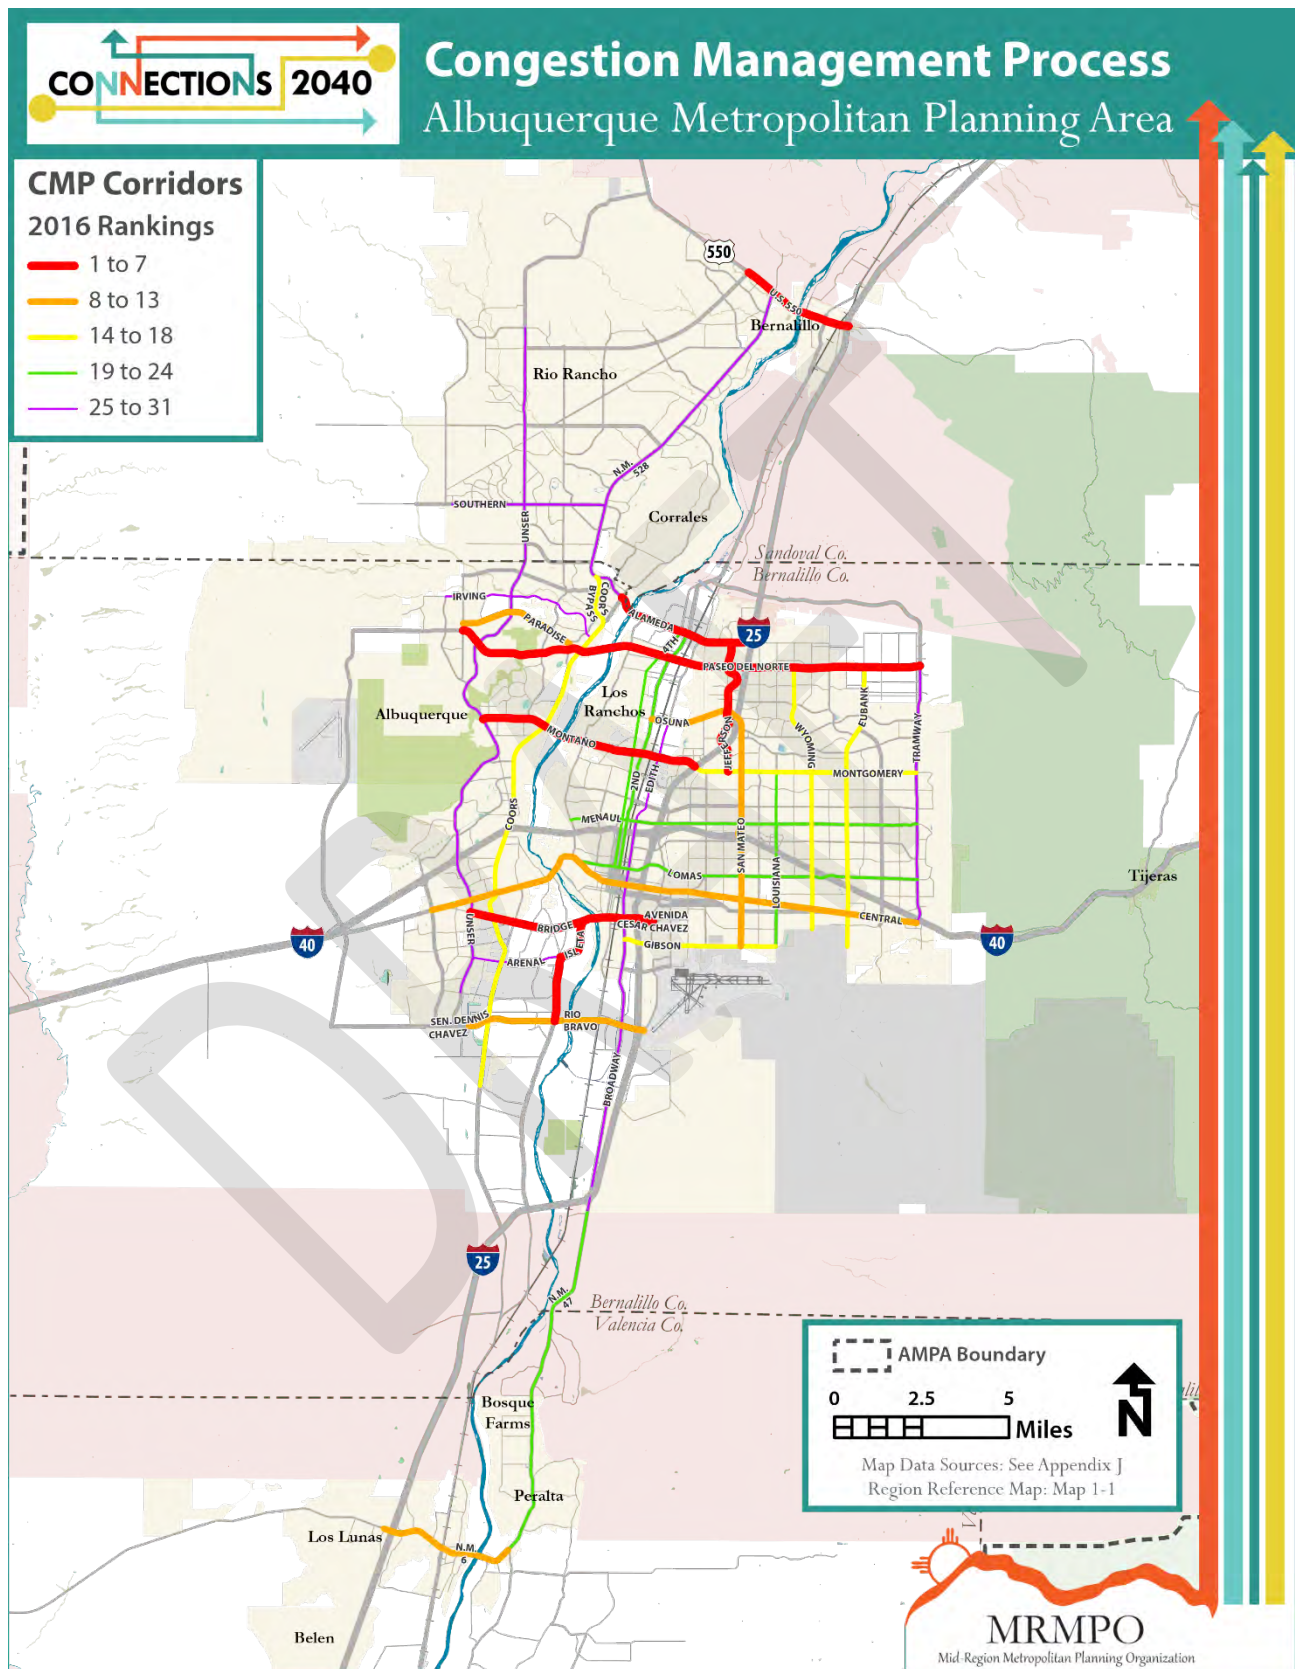 CONNECTIONS 2040
Congestion Management Process
Albuquerque Metropolitan Planning Area
CMP Corridors
2016 Rankings
1 to 7
8 to 13
14 to 18
19 to 24
25 to 31
550
U.S.550
Bernalillo
Rio Rancho
N.M.
528
SOUTHERN
UNSER
Corrales
Sandoval Co.
Bernalillo Co.
IRVING
COORS
BYPASS
PARADISE
ALAMEDA
4TH
25
PASEO DEL NORTE
Los
Ranchos
Albuquerque
OSUNA
JEFFERSON
WYOMING
EUBANK
TRAMWAY
MONTAÑO
MONTGOMERY
2ND
EDITH
COORS
MENAUL
SAN MATEO
LOUISIANA
LOMAS
Tijeras
CENTRAL
UNSER
BRIDGE
AVENIDA
CESAR CHAVEZ
ISLETA
GIBSON
40
40
ARENAL
SEN. DENNIS
CHAVEZ
RIO
BRAVO
BROADWAY
DRAFT
25
N.M.
47
Bernalillo Co.
Valencia Co.
AMPA Boundary
0 2.5 5
Miles
N
Map Data Sources: See Appendix J
Region Reference Map: Map 1-1
Bosque
Farms
Peralta
Los Lunas
N.M.
6
Belen
MRMPO
Mid-Region Metropolitan Planning Organization